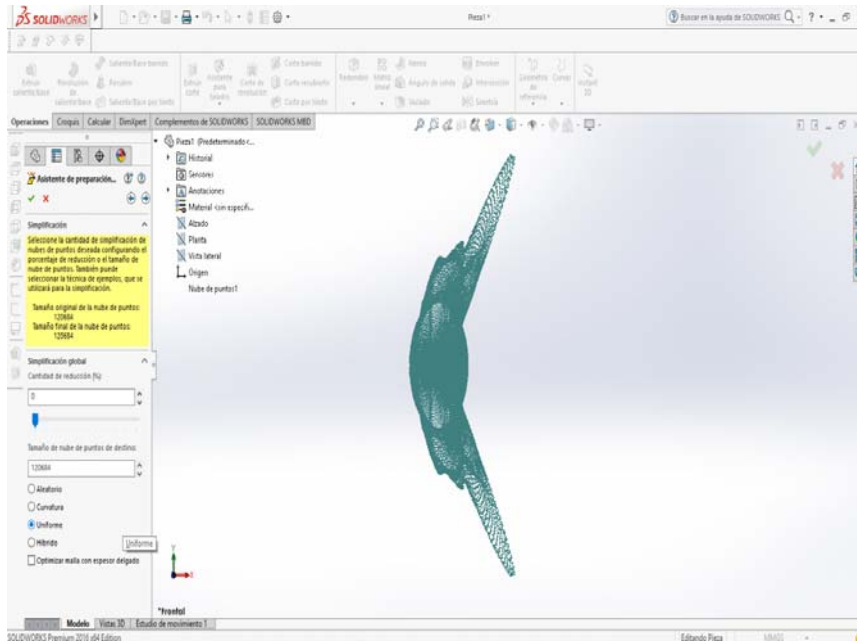 SOLIDWORKS
Pieza1 *
Buscar en la ayuda de SOLIDWORKS
Saliente/Base barrido
Corte barrido
Operaciones
Croquis
Calcular
DimXpert
Complementos de SOLIDWORKS
SOLIDWORKS MBD
Asistente de preparación...
Simplificación
Seleccione la cantidad de simplificación de
nubes de puntos deseada configurando el
porcentaje de reducción o el tamaño de
nube de puntos. También puede
seleccionar la técnica de ejemplos, que se
utilizará para la simplificación.
Tamaño original de la nube de puntos:
120684
Tamaño final de la nube de puntos:
120684
Simplificación global
Cantidad de reducción (%):
0
Tamaño de nube de puntos de destino:
120684
Aleatorio
Curvatura
Uniforme
Híbrido
Uniforme
Optimizar malla con espesor delgado
Pieza1 (Predeterminado <...
Historial
Sensores
Anotaciones
Material <sin especifi...
Alzado
Planta
Vista lateral
Origen
Nube de puntos1
Y
X
*Frontal
Modelo
Vistas 3D
Estudio de movimiento 1
SOLIDWORKS Premium 2016 x64 Edition
Editando Pieza
MMGS